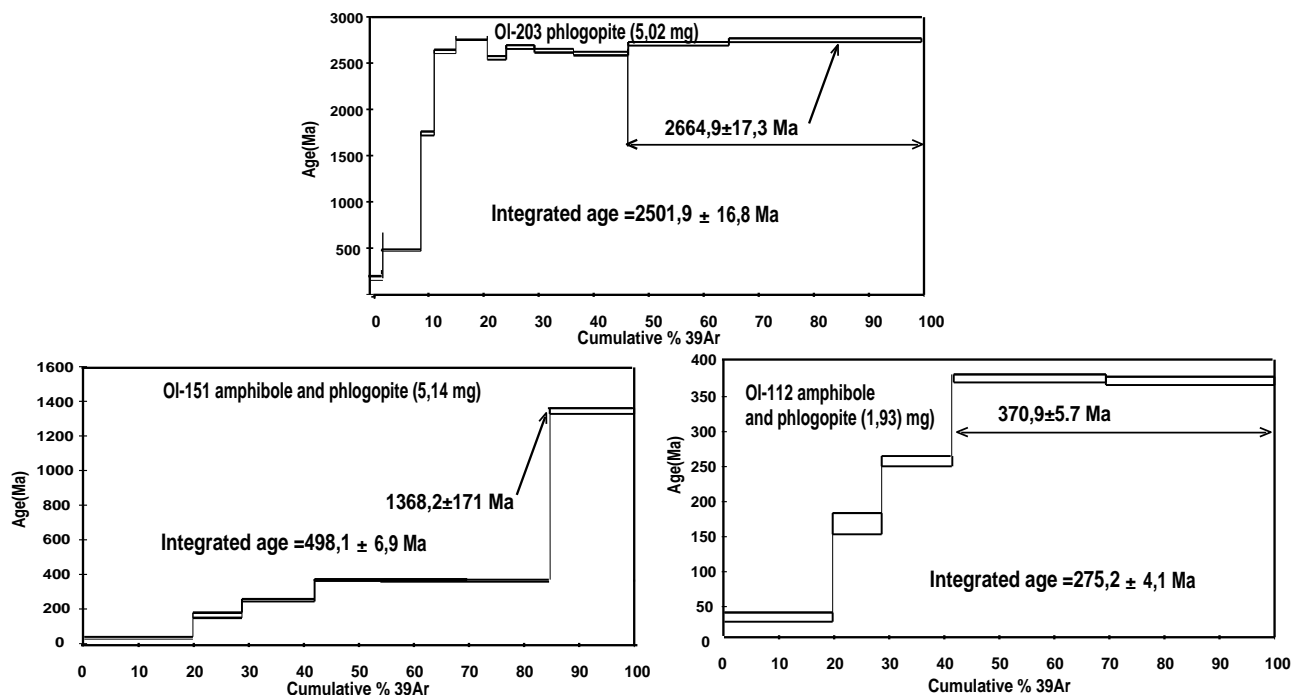 3000
OI-203 phlogopite (5,02 mg)
2500
2000
2664,9±17,3 Ma
1500
1000
Integrated age =2501,9 ± 16,8 Ma
500
Age(Ma)
0 10 20 30 40 50 60 70 80 90 100
Cumulative % 39Ar
1600
OI-151 amphibole and phlogopite (5,14 mg)
1400
1200
1000
800
1368,2±171 Ma
600
Integrated age =498,1 ± 6,9 Ma
400
200
0
Age(Ma)
0 10 20 30 40 50 60 70 80 90 100
Cumulative % 39Ar
400
OI-112 amphibole
and phlogopite (1,93) mg)
350
370,9±5.7 Ma
300
250
200
150
100
Integrated age =275,2 ± 4,1 Ma
50
0
Age(Ma)
0 10 20 30 40 50 60 70 80 90 100
Cumulative % 39Ar